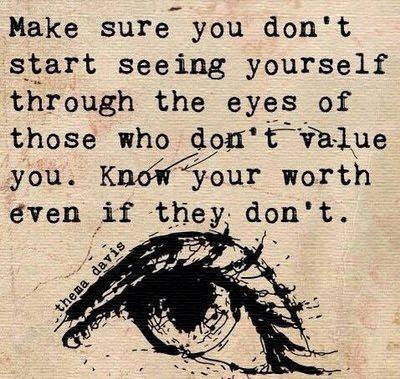 Make sure you don't
start seeing yourself
through the eyes of
those who don't value
you. Know your worth
even if they don't.
thema davis